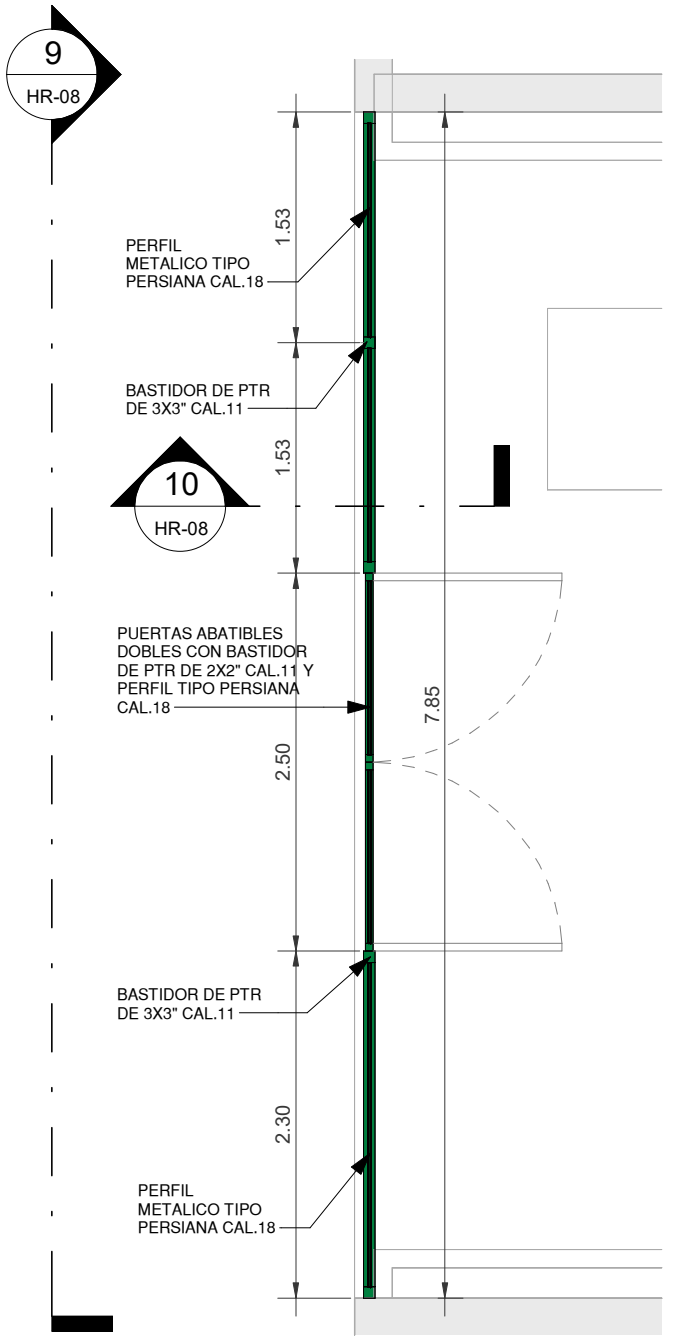 9
HR-08
1.53
PERFIL
METALICO TIPO
PERSIANA CAL.18
BASTIDOR DE PTR
DE 3X3" CAL.11
1.53
10
HR-08
PUERTAS ABATIBLES
DOBLES CON BASTIDOR
DE PTR DE 2X2" CAL.11 Y
PERFIL TIPO PERSIANA
CAL.18
7.85
2.50
BASTIDOR DE PTR
DE 3X3" CAL.11
2.30
PERFIL
METALICO TIPO
PERSIANA CAL.18